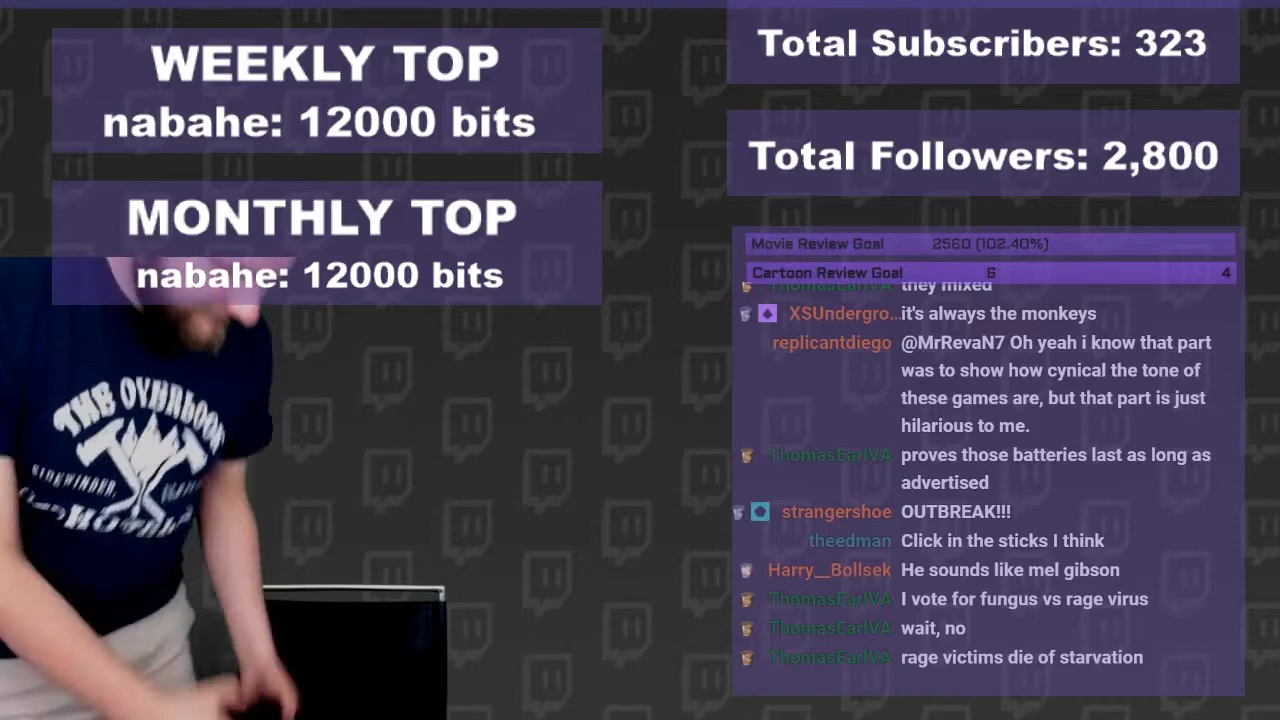 WEEKLY TOP
nabahe: 12000 bits
MONTHLY TOP
nabahe: 12000 bits
THE OVERLOOK
SIDEWINDER,
HOTEL
Total Subscribers: 323
Total Followers: 2,800
Movie Review Goal 2560 (102.40%)
Cartoon Review Goal 6 4
ThomasEarlVA they mixed
XSUndergro... it's always the monkeys
replicantdiego @MrRevaN7 Oh yeah i know that part
was to show how cynical the tone of
these games are, but that part is just
hilarious to me.
ThomasEarlVA proves those batteries last as long as
advertised
strangershoe OUTBREAK!!!
theedman Click in the sticks I think
Harry__Bollsek He sounds like mel gibson
ThomasEarlVA I vote for fungus vs rage virus
ThomasEarlVA wait, no
ThomasEarlVA rage victims die of starvation